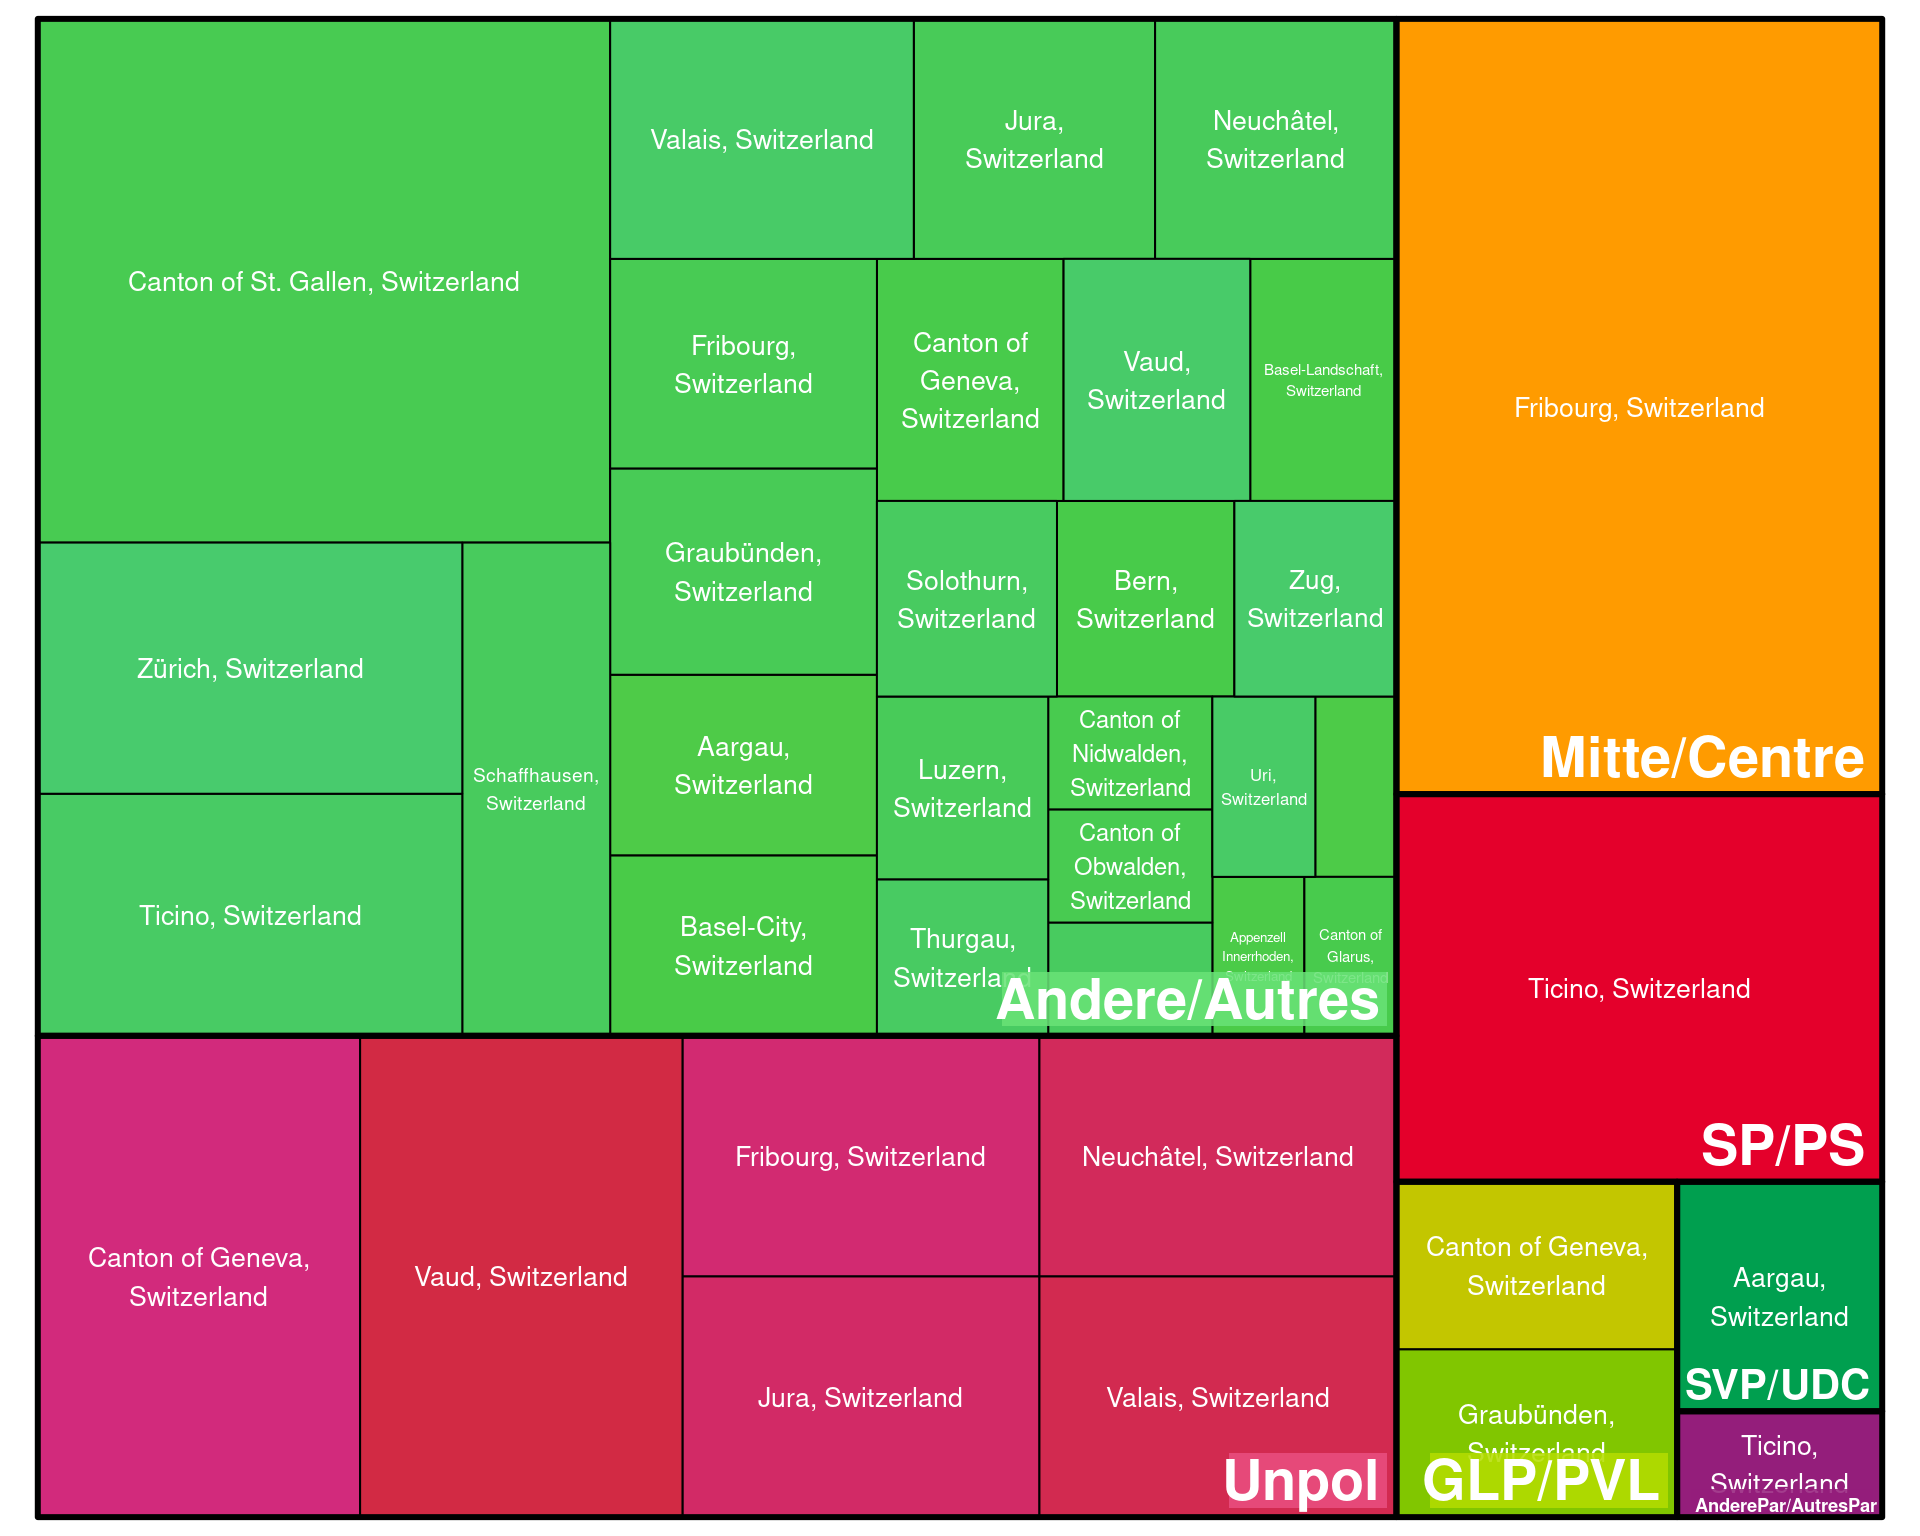 Canton of St. Gallen, Switzerland
Valais, Switzerland
Jura,
Switzerland
Neuchâtel,
Switzerland
Fribourg,
Switzerland
Canton of
Geneva,
Switzerland
Vaud,
Switzerland
Basel-Landschaft,
Switzerland
Graubünden,
Switzerland
Solothurn,
Switzerland
Bern,
Switzerland
Zug,
Switzerland
Zürich, Switzerland
Schaffhausen,
Switzerland
Ticino, Switzerland
Aargau,
Switzerland
Basel-City,
Switzerland
Luzern,
Switzerland
Thurgau,
Switzerland
Canton of
Nidwalden,
Switzerland
Canton of
Obwalden,
Switzerland
Uri,
Switzerland
Appenzell
Innerrhoden,
Switzerland
Canton of
Glarus,
Switzerland
Andere/Autres
Fribourg, Switzerland
Mitte/Centre
Ticino, Switzerland
SP/PS
Canton of Geneva,
Switzerland
Vaud, Switzerland
Fribourg, Switzerland
Neuchâtel, Switzerland
Jura, Switzerland
Valais, Switzerland
Unpol
Canton of Geneva,
Switzerland
Graubünden,
Switzerland
GLP/PVL
Aargau,
Switzerland
SVP/UDC
Ticino,
Switzerland
AnderePar/AutresPar